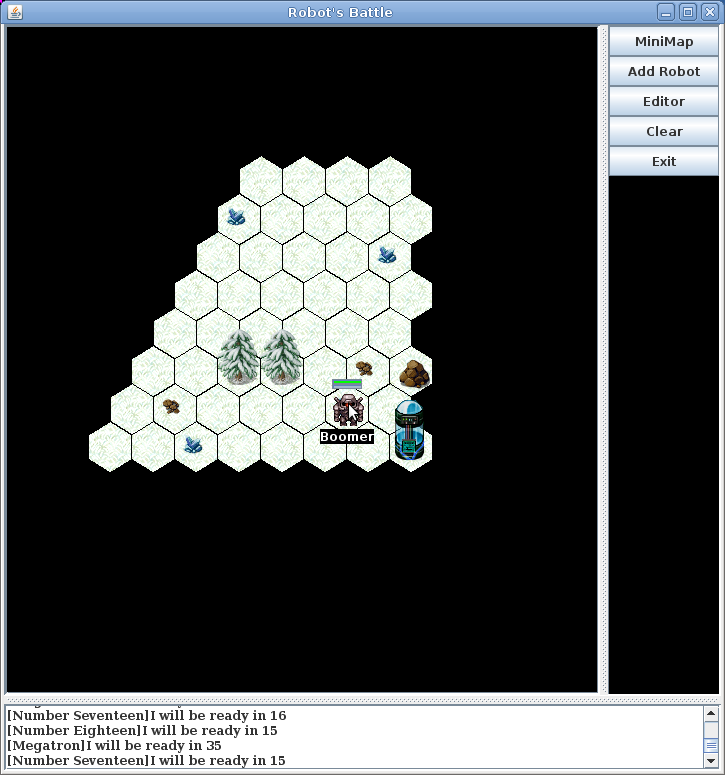 Robot's Battle
MiniMap
Add Robot
Editor
Clear
Exit
Boomer
[Number Seventeen]I will be ready in 16
[Number Eighteen]I will be ready in 15
[Megatron]I will be ready in 35
[Number Seventeen]I will be ready in 15